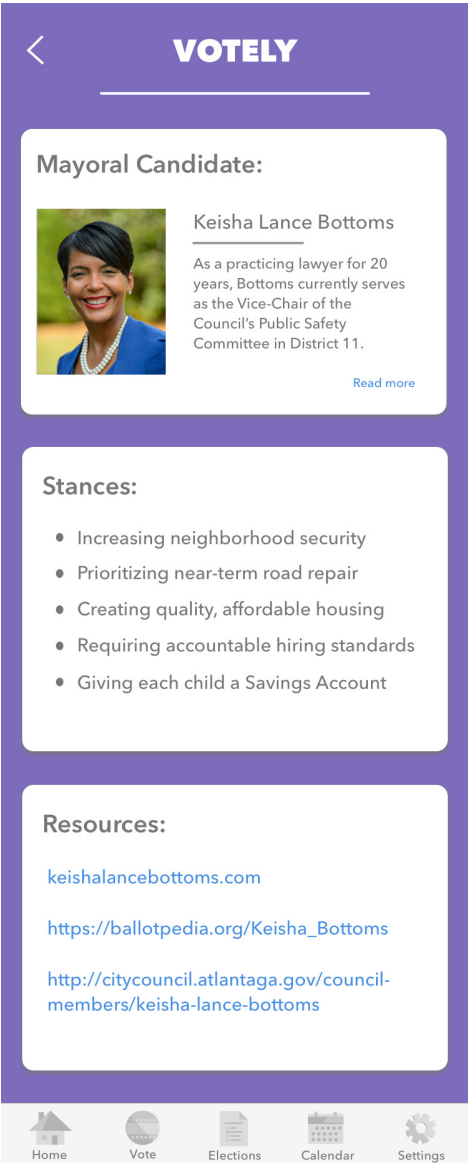 VOTELY
Mayoral Candidate:
Keisha Lance Bottoms
As a practicing lawyer for 20
years, Bottoms currently serves
as the Vice-Chair of the
Council's Public Safety
Committee in District 11.
Read more
Stances:
• Increasing neighborhood security
• Prioritizing near-term road repair
• Creating quality, affordable housing
• Requiring accountable hiring standards
• Giving each child a Savings Account
Resources:
keishalancebottoms.com
https://ballotpedia.org/Keisha_Bottoms
http://citycouncil.atlantaga.gov/council-
members/keisha-lance-bottoms
Home Vote Elections Calendar Settings